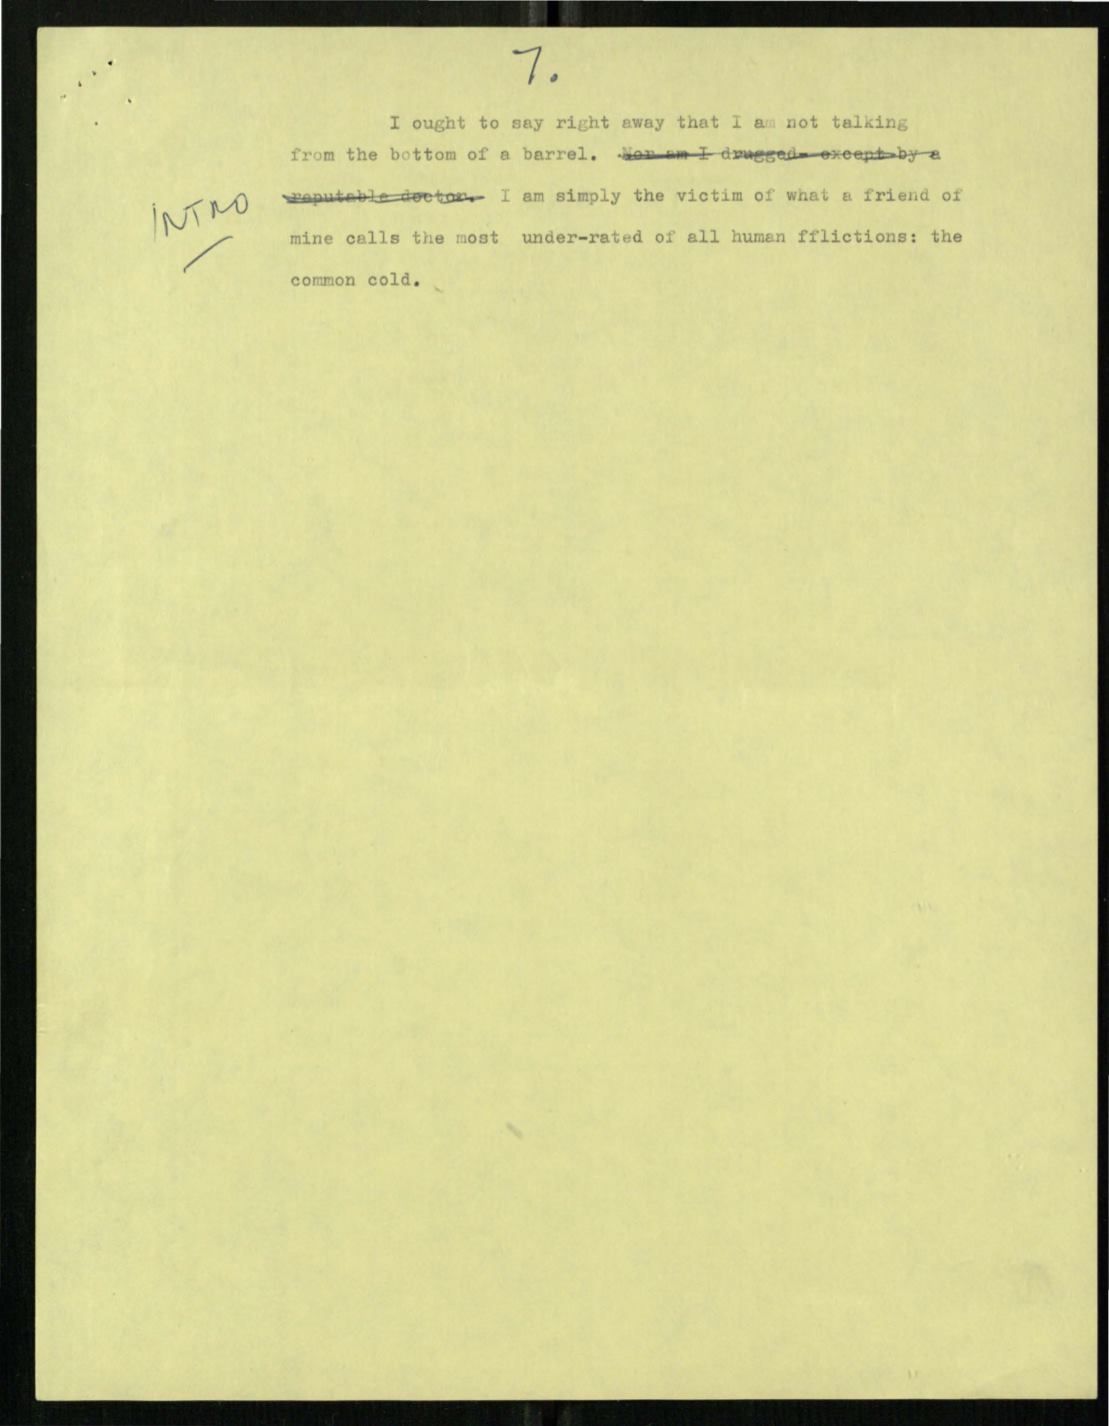 7.
I ought to say right away that I am not talking
from the bottom of a barrel. Nor am I drugged- except by a
reputable doctor. I am simply the victim of what a friend of
INTRO
mine calls the most  under-rated of all human fflictions: the
common cold.